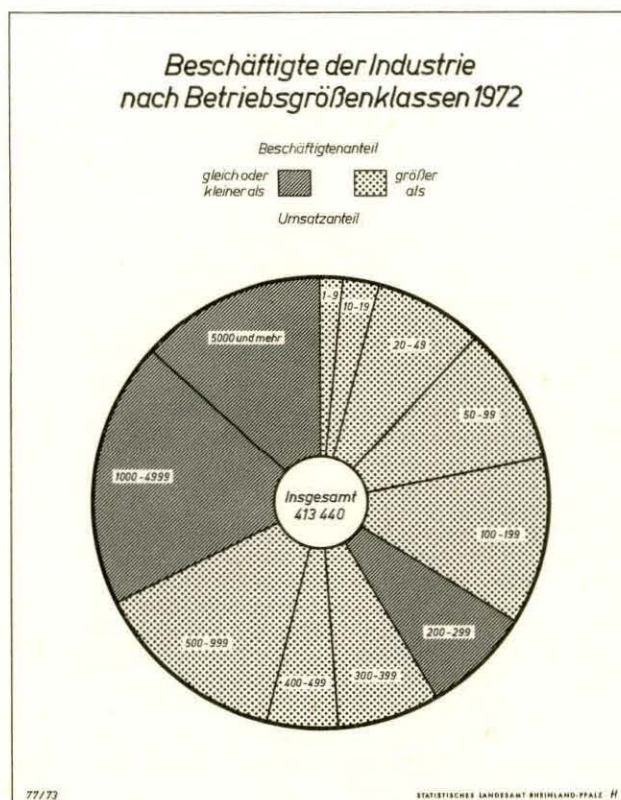 Beschäftigte der Industrie
nach Betriebsgrößenklassen 1972
Beschäftigtenanteil
gleich oder
kleiner als
größer
als
Umsatzanteil
1-9
10-19
20-49
50-99
100-199
200-299
300-399
400-499
500-999
1000-4999
5000 und mehr
Insgesamt
413 440
77/73
STATISTISCHES LANDESAMT RHEINLAND-PFALZ H